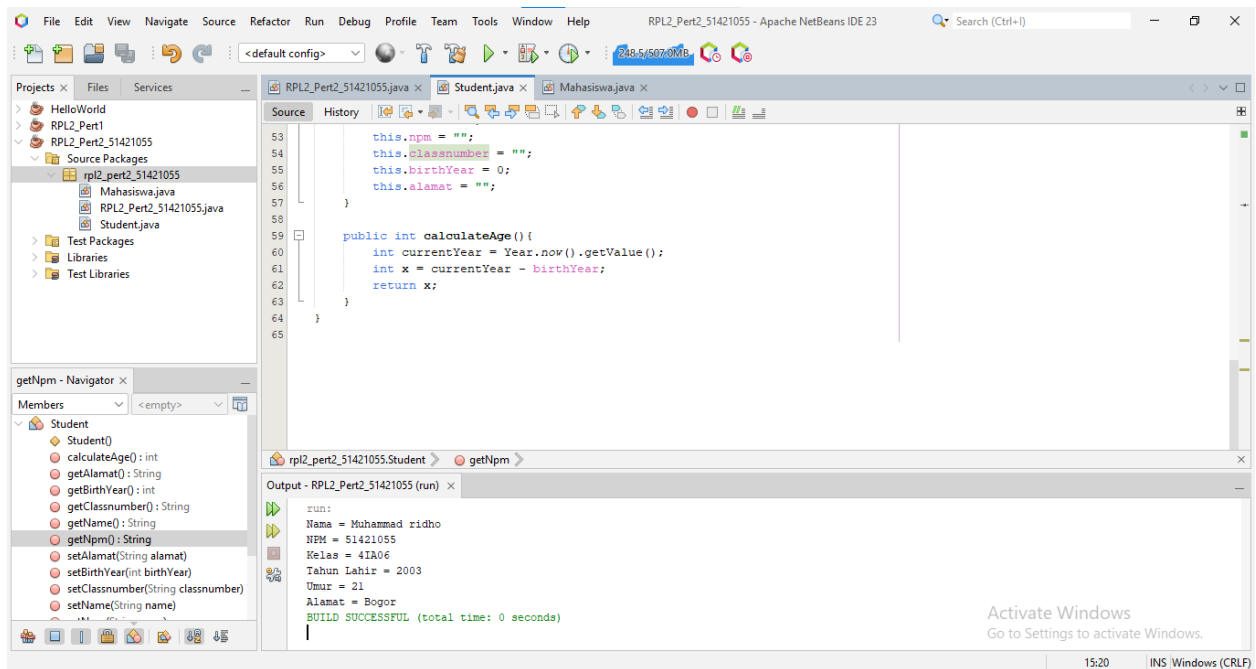 File Edit View Navigate Source Refactor Run Debug Profile Team Tools Window Help RPL2_Pert2_51421055 - Apache NetBeans IDE 23 Search (Ctrl+I)
<default config> 248.5/507.0MB
Projects Files Services
HelloWorld
RPL2_Pert1
RPL2_Pert2_51421055
Source Packages
rpl2_pert2_51421055
Mahasiswa.java
RPL2_Pert2_51421055.java
Student.java
Test Packages
Libraries
Test Libraries
getNpm - Navigator
Members <empty>
Student
Student()
calculateAge() : int
getAlamat() : String
getBirthYear() : int
getClassnumber() : String
getName() : String
getNpm() : String
setAlamat(String alamat)
setBirthYear(int birthYear)
setClassnumber(String classnumber)
setName(String name)
RPL2_Pert2_51421055.java Student.java Mahasiswa.java
Source History
53 this.npm = "";
54 this.classnumber = "";
55 this.birthYear = 0;
56 this.alamat = "";
57 }
58
59 public int calculateAge(){
60 int currentYear = Year.now().getValue();
61 int x = currentYear - birthYear;
62 return x;
63 }
64 }
65
rpl2_pert2_51421055.Student getNpm
Output - RPL2_Pert2_51421055 (run)
run:
Nama = Muhammad ridho
NPM = 51421055
Kelas = 4IA06
Tahun Lahir = 2003
Umur = 21
Alamat = Bogor
BUILD SUCCESSFUL (total time: 0 seconds)
Activate Windows
Go to Settings to activate Windows.
15:20 INS Windows (CRLF)